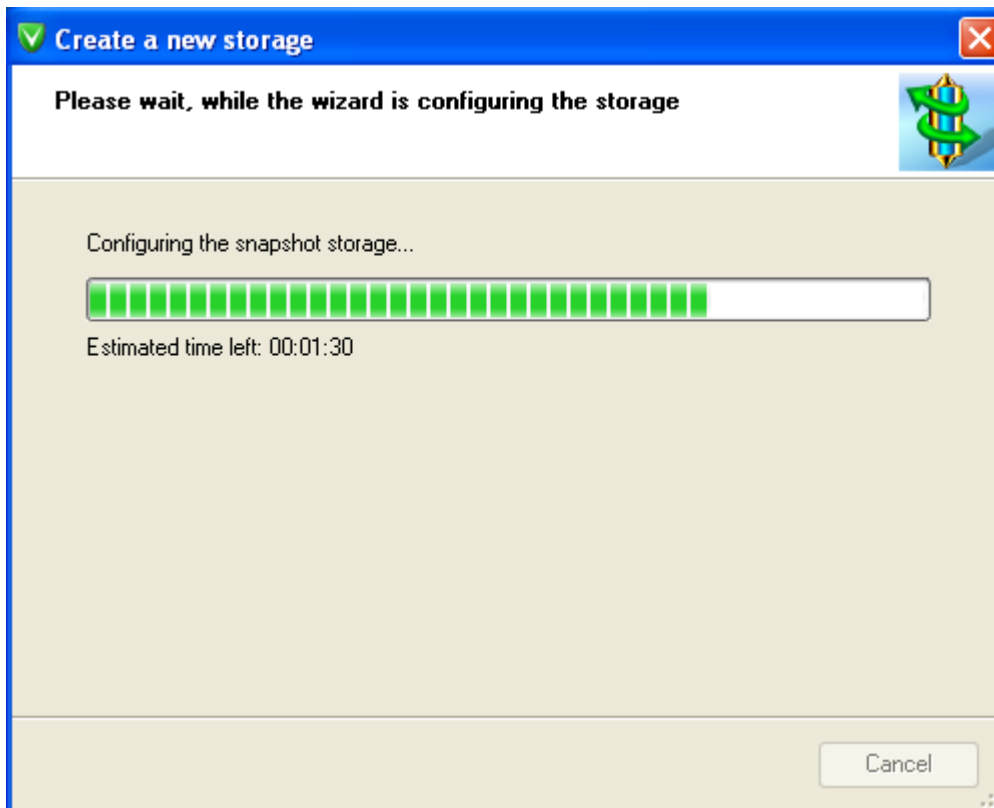 Create a new storage
Please wait, while the wizard is configuring the storage
Configuring the snapshot storage...
Estimated time left: 00:01:30
Cancel